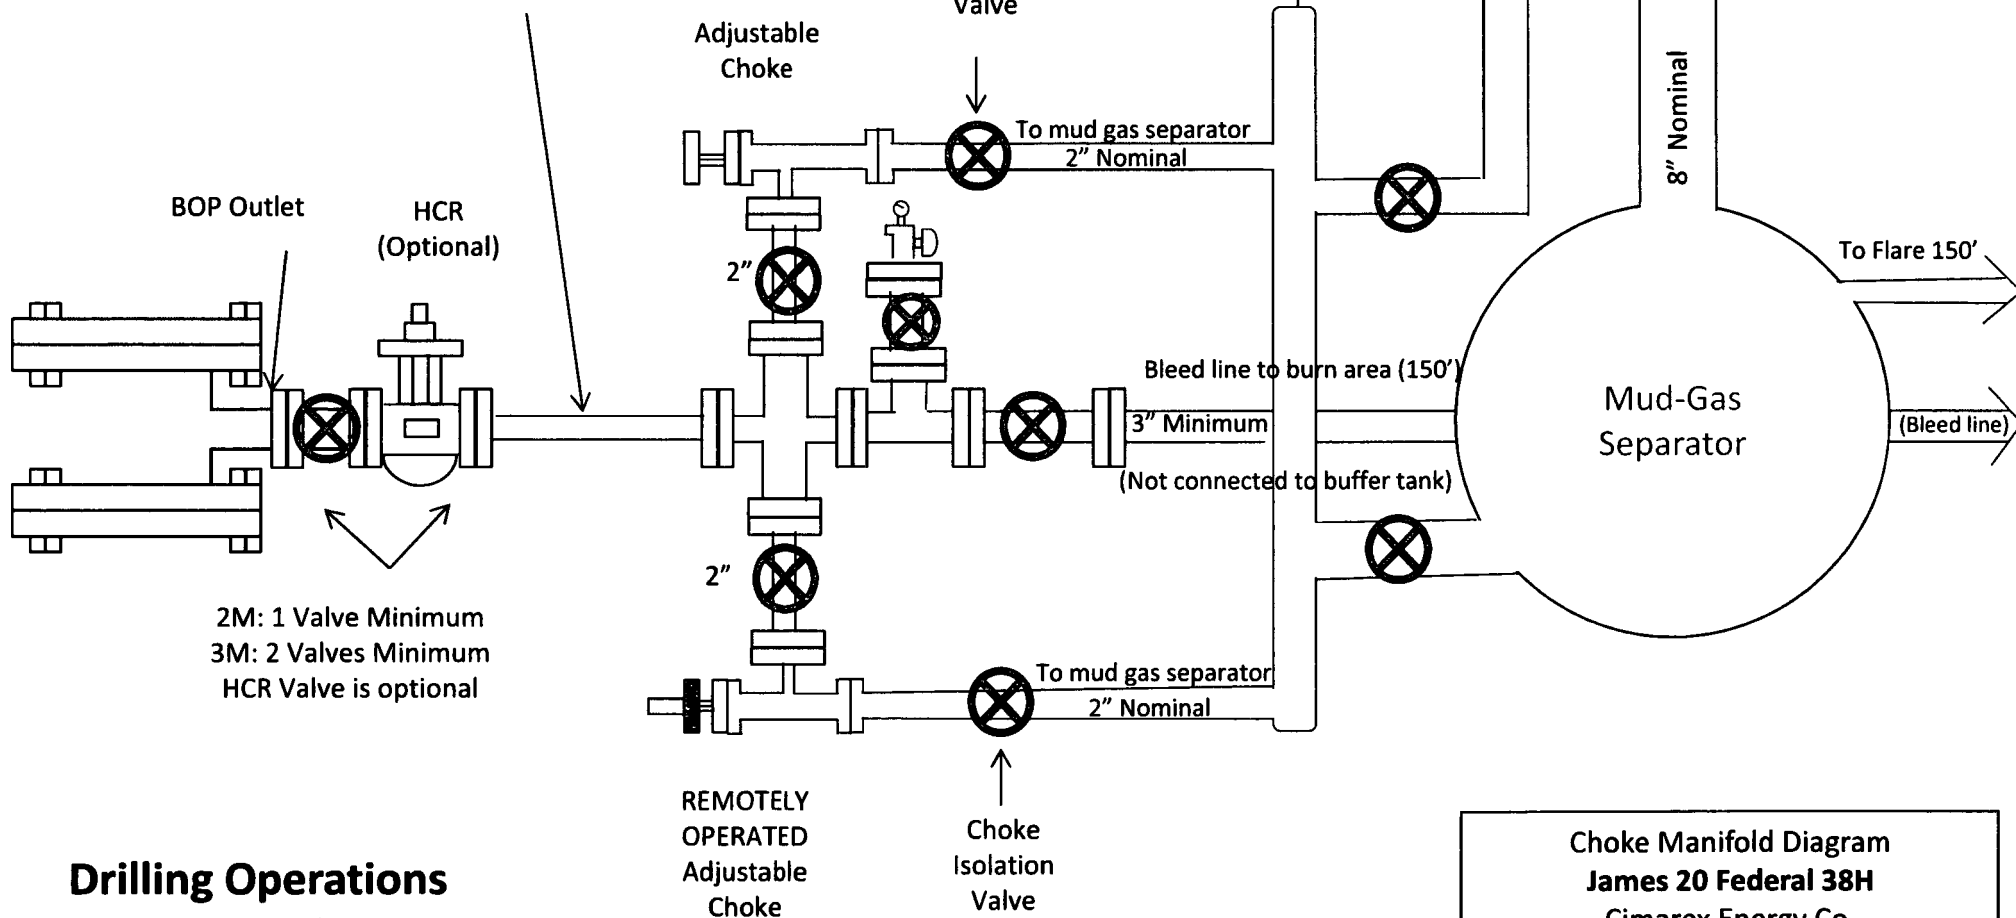 Valve
Adjustable
Choke
8” Nominal
To mud gas separator
2” Nominal
BOP Outlet
HCR
(Optional)
2”
To Flare 150’
Bleed line to burn area (150’)
3” Minimum
(Not connected to buffer tank)
Mud-Gas
Separator
(Bleed line)
2”
2M: 1 Valve Minimum
3M: 2 Valves Minimum
HCR Valve is optional
To mud gas separator
2” Nominal
REMOTELY
OPERATED
Adjustable
Choke
Choke
Isolation
Valve
Drilling Operations
Choke Manifold Diagram
James 20 Federal 38H
Cimarex Energy Co